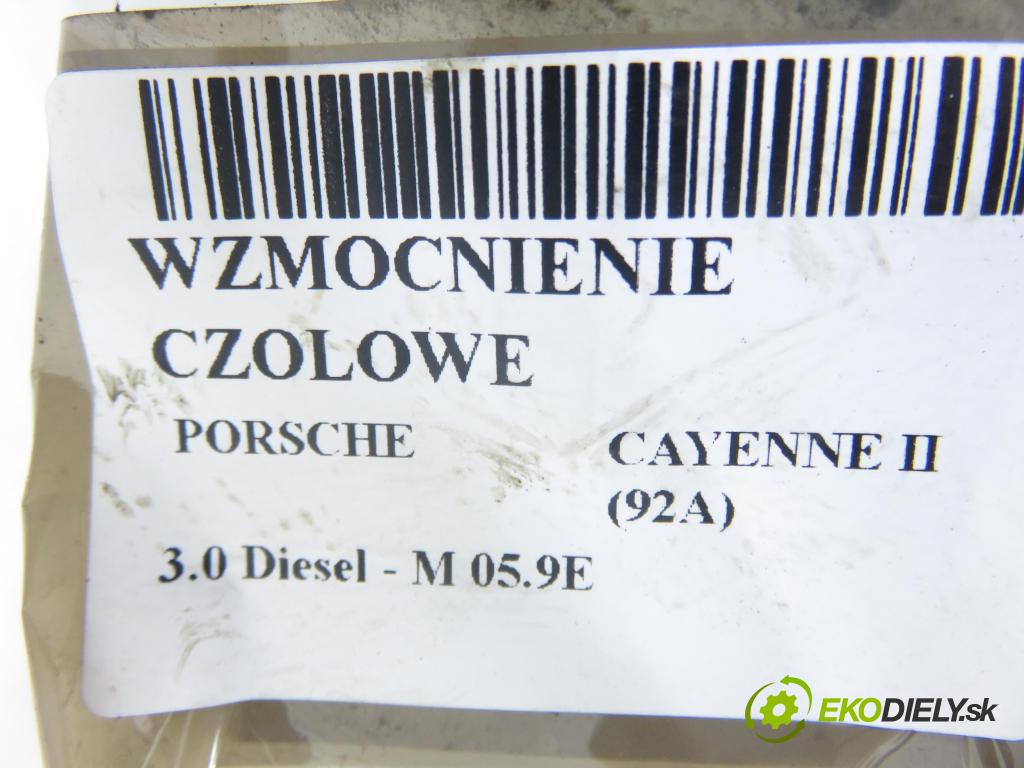 WZMOCNIENIE
CZOLOWE
PORSCHE CAYENNE II
(92A)
3.0 Diesel - M 05.9E
EKODIELY.sk